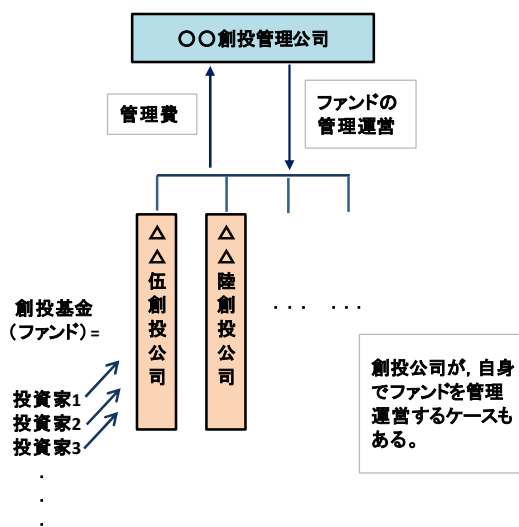 ○○創投管理公司
管理費
ファンドの
管理運営
△△伍創投公司
△△陸創投公司
··· ···
創投基金
（ファンド）=
投資家1
投資家2
投資家3
·
·
·
創投公司が，自身
でファンドを管理
運営するケースも
ある。